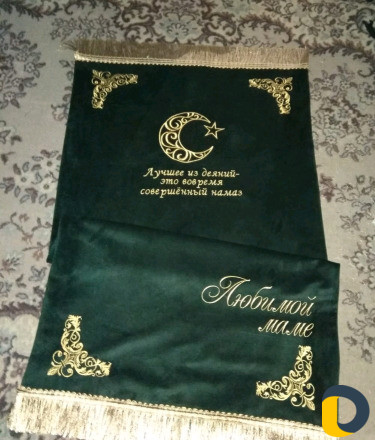 Лучшее из деяний-
это вовремя
совершённый намаз
Любимой
маме